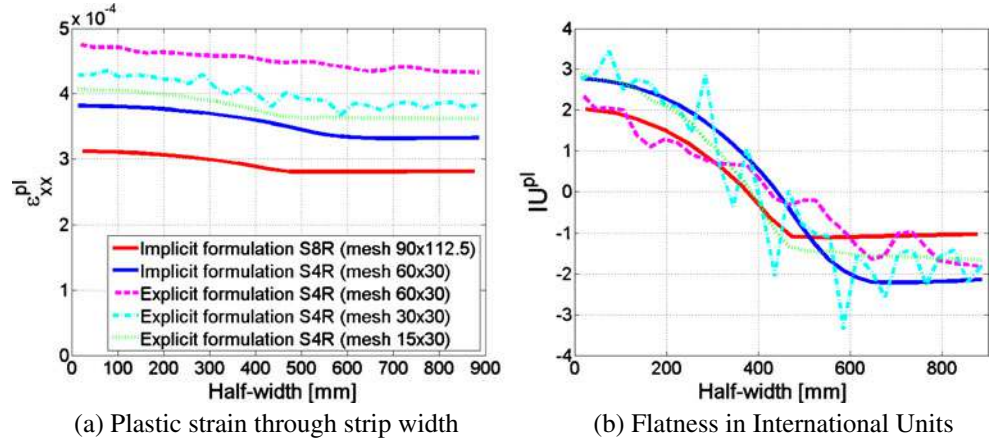 x 10⁻⁴
5
4
3
2
1
0
ε^pl_xx
Implicit formulation S8R (mesh 90x112.5)
Implicit formulation S4R (mesh 60x30)
Explicit formulation S4R (mesh 60x30)
Explicit formulation S4R (mesh 30x30)
Explicit formulation S4R (mesh 15x30)
0 100 200 300 400 500 600 700 800 900
Half-width [mm]
(a) Plastic strain through strip width
4
3
2
1
0
-1
-2
-3
-4
IU^pl
0 200 400 600 800
Half-width [mm]
(b) Flatness in International Units